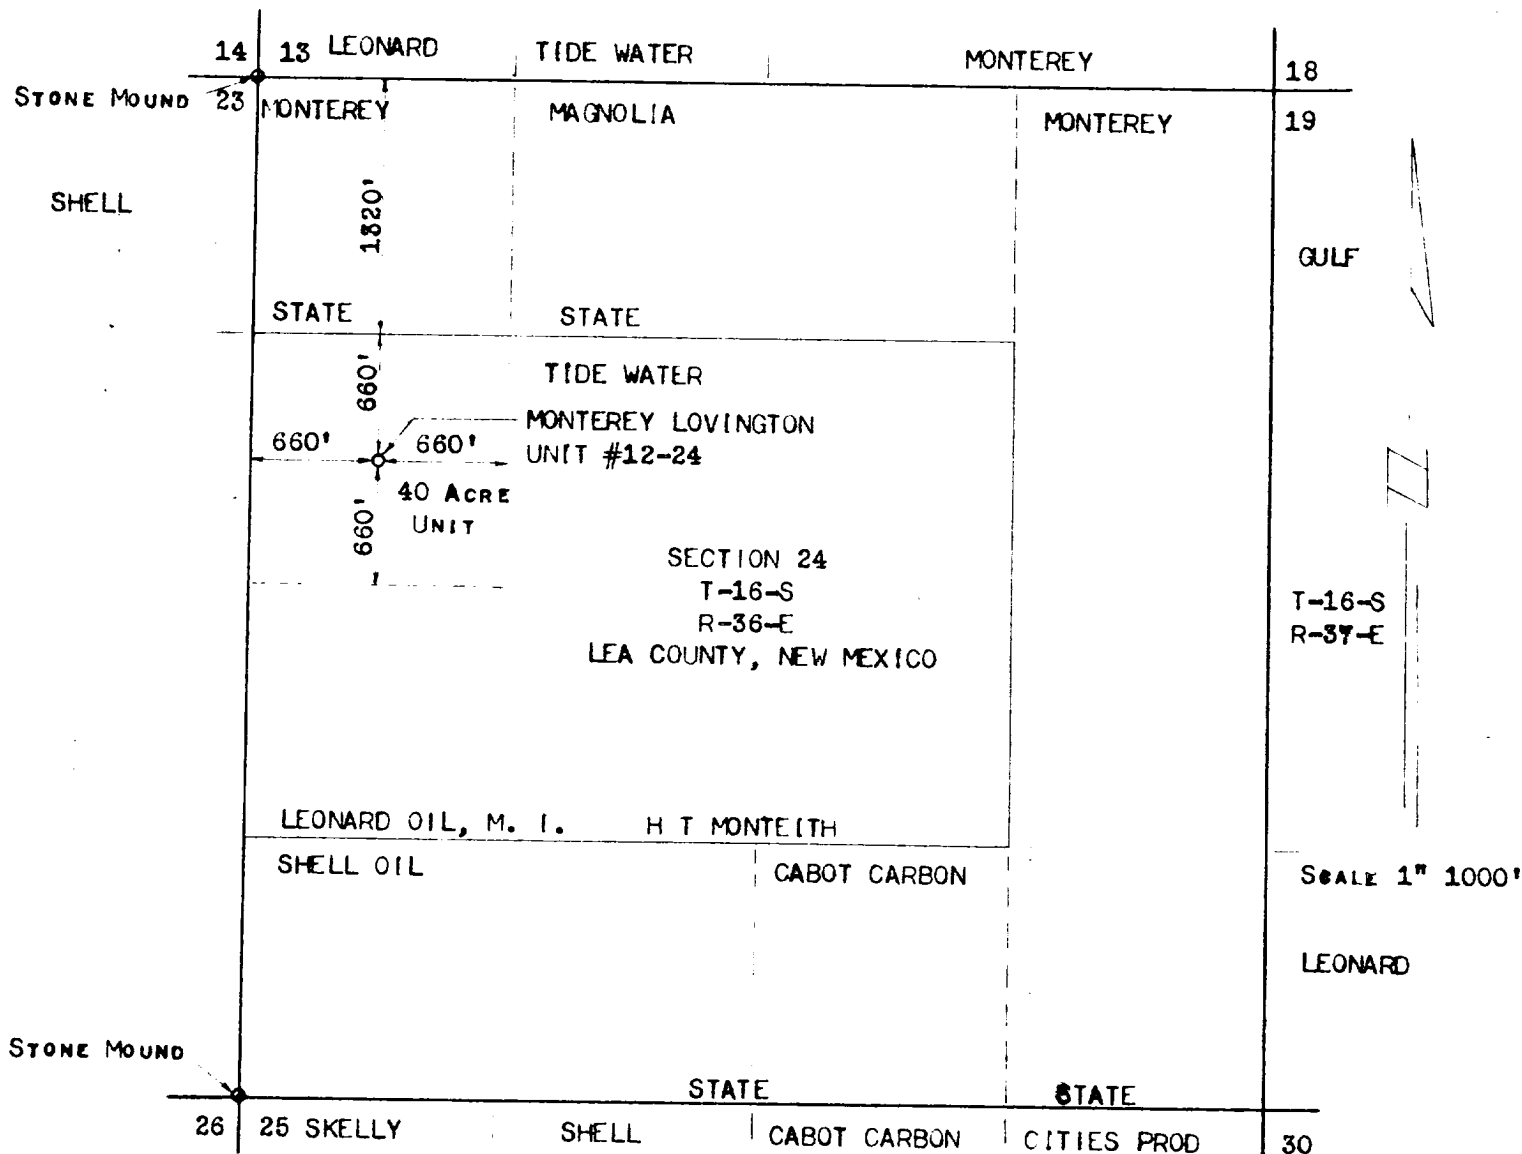 14 13 LEONARD TIDE WATER MONTEREY 18
STONE MOUND 23 MONTEREY MAGNOLIA MONTEREY 19
SHELL
1320'
GULF
STATE STATE
660'
TIDE WATER
MONTEREY LOVINGTON
660' 660' UNIT #12-24
40 ACRE
UNIT
660'
SECTION 24
T-16-S
R-36-E
LEA COUNTY, NEW MEXICO
T-16-S
R-37-E
LEONARD OIL, M. I. H T MONTEITH
SHELL OIL CABOT CARBON
SCALE 1" 1000'
LEONARD
STONE MOUND
STATE STATE
26 25 SKELLY SHELL CABOT CARBON CITIES PROD 30